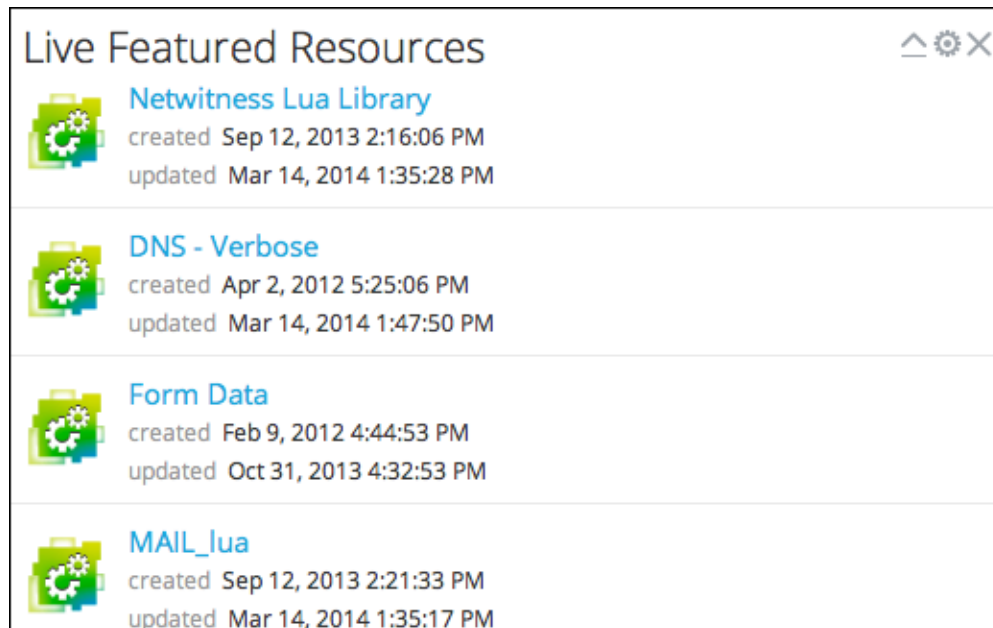 Live Featured Resources
Netwitness Lua Library
created Sep 12, 2013 2:16:06 PM
updated Mar 14, 2014 1:35:28 PM
DNS - Verbose
created Apr 2, 2012 5:25:06 PM
updated Mar 14, 2014 1:47:50 PM
Form Data
created Feb 9, 2012 4:44:53 PM
updated Oct 31, 2013 4:32:53 PM
MAIL_lua
created Sep 12, 2013 2:21:33 PM
updated Mar 14, 2014 1:35:17 PM